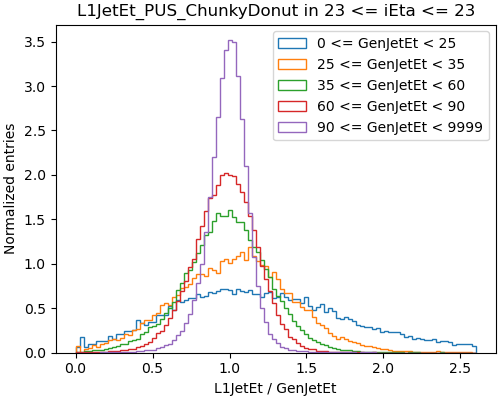 L1JetEt_PUS_ChunkyDonut in 23 <= iEta <= 23
0 <= GenJetEt < 25
25 <= GenJetEt < 35
35 <= GenJetEt < 60
60 <= GenJetEt < 90
90 <= GenJetEt < 9999
Normalized entries
3.5
3.0
2.5
2.0
1.5
1.0
0.5
0.0
0.0 0.5 1.0 1.5 2.0 2.5
L1JetEt / GenJetEt